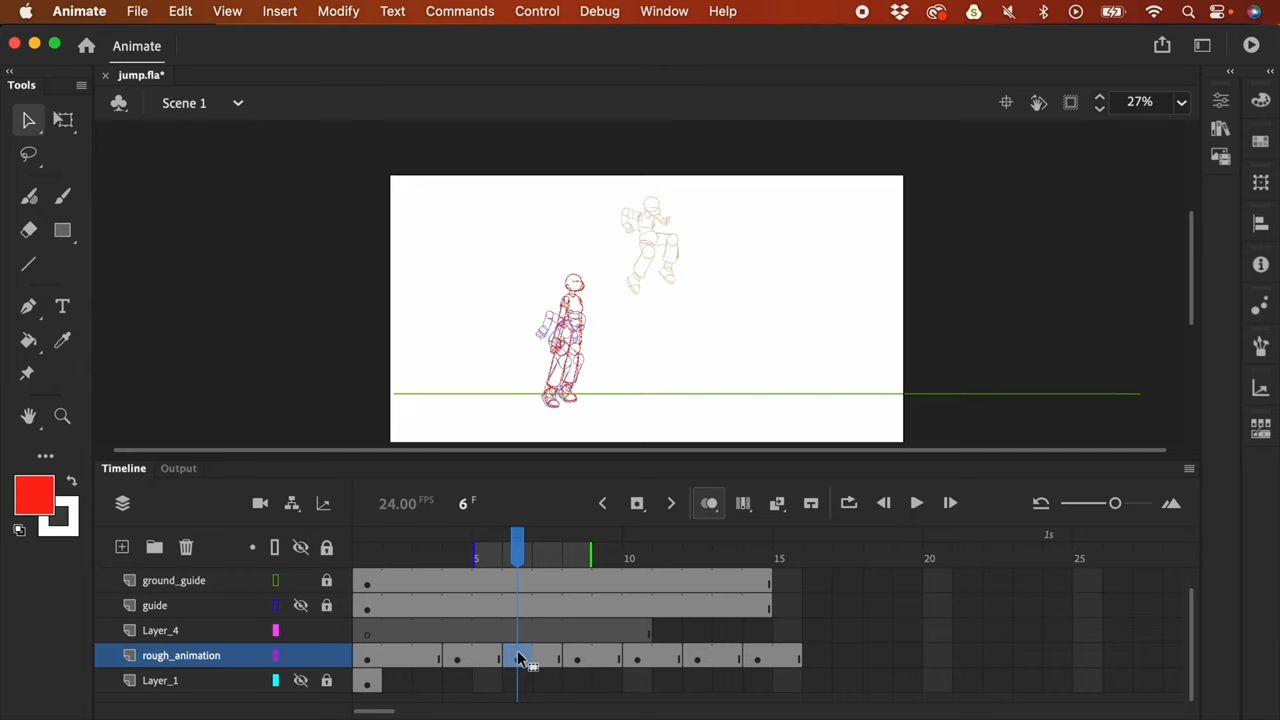 Animate File Edit View Insert Modify Text Commands Control Debug Window Help
Animate
Tools
jump.fla*
Scene 1
27%
Timeline Output
24.00 FPS 6 F
1s
5 10 15 20 25
ground_guide
guide
Layer_4
rough_animation
Layer_1